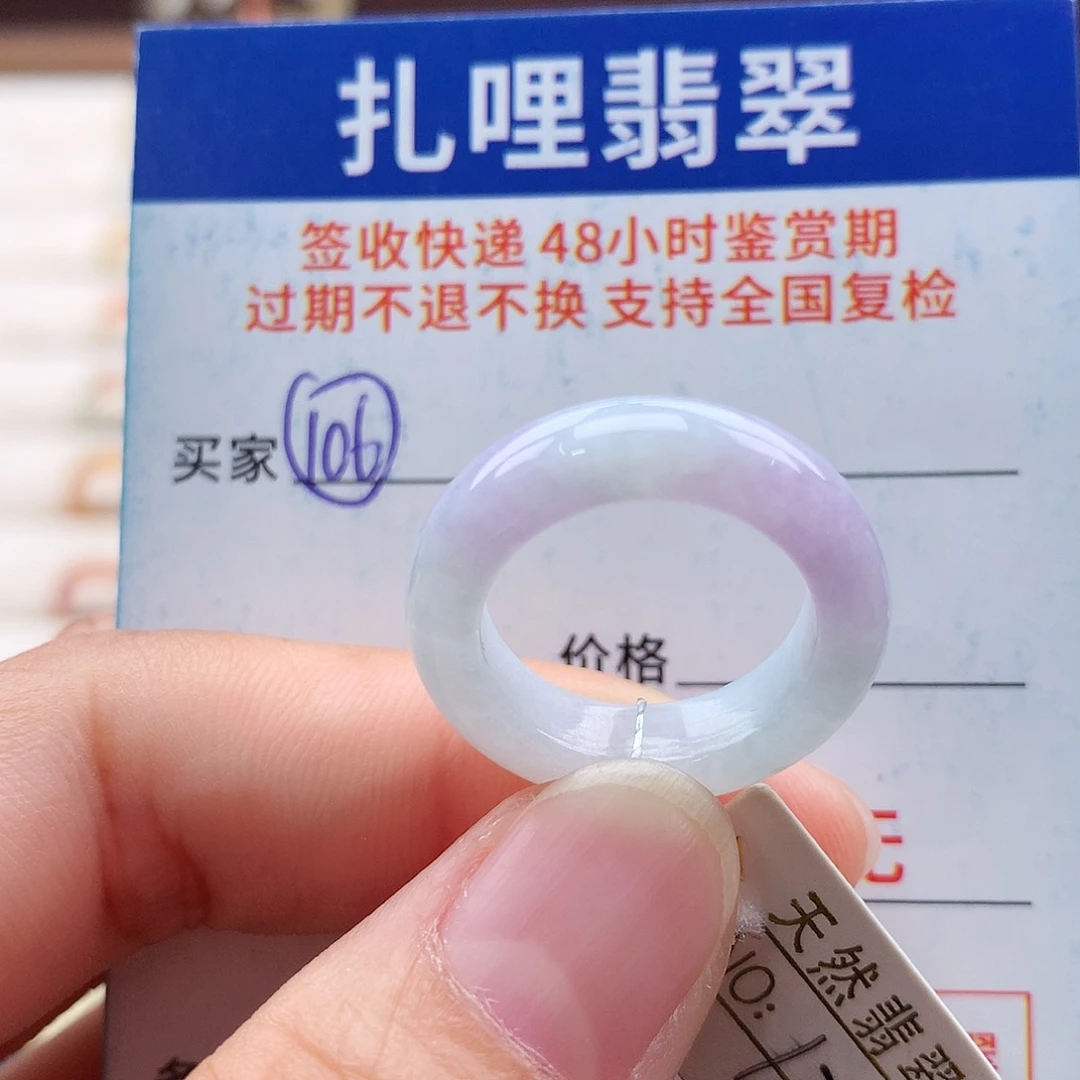 扎哩翡翠
签收快递 48小时鉴赏期
过期不退不换 支持全国复检
买家 106
价格
元
天然翡翠
NO: